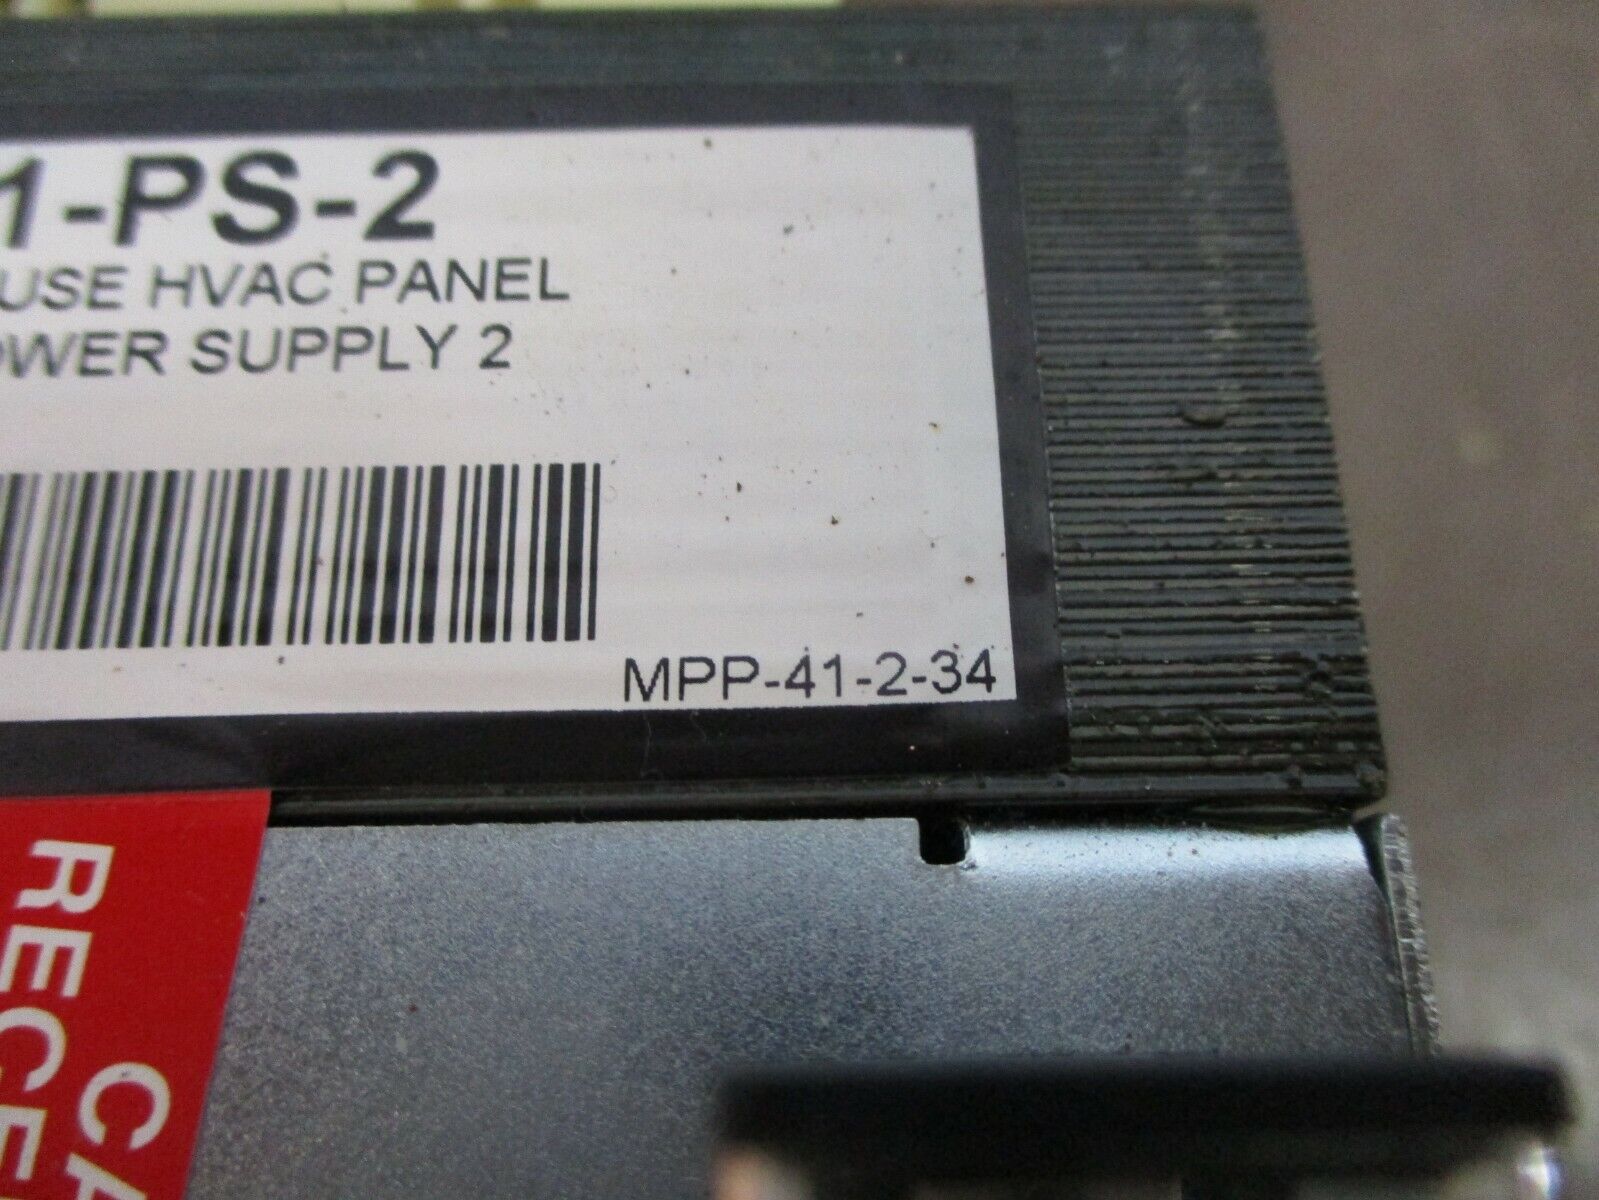 1-PS-2
USE HVAC PANEL
OWER SUPPLY 2
MPP-41-2-34
CA
RECE